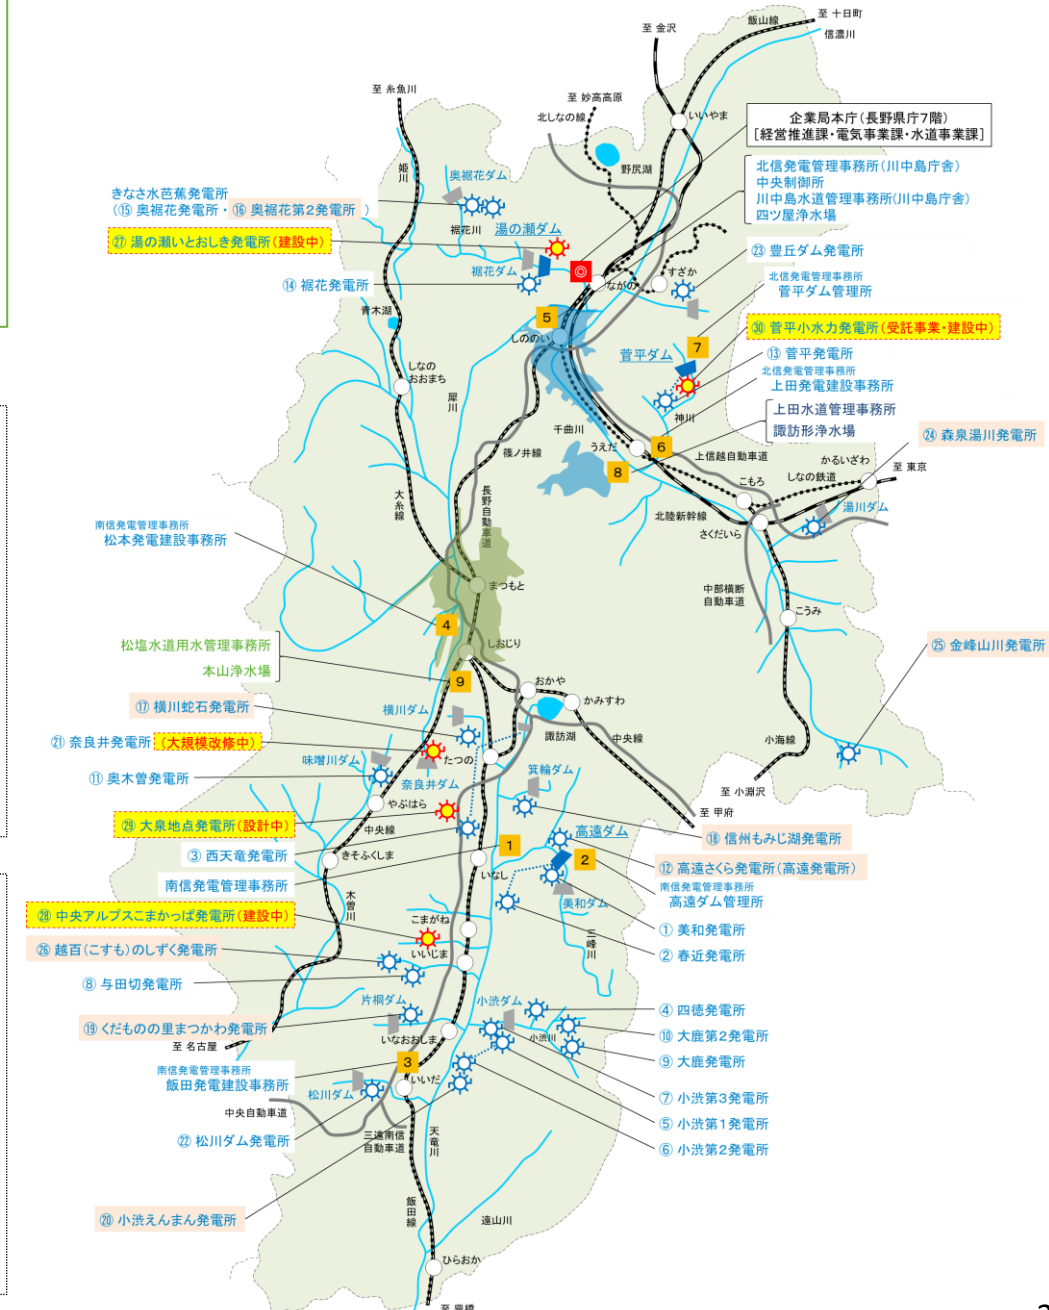 至 十日町
飯山線
信濃川
至 金沢
至 糸魚川
至 妙高高原
北しなの線
いいやま
企業局本庁(長野県庁7階)
[経営推進課・電気事業課・水道事業課]
野尻湖
姫川
奥裾花ダム
北信発電管理事務所(川中島庁舎)
中央制御所
川中島水道管理事務所(川中島庁舎)
四ツ屋浄水場
きなさ水芭蕉発電所
(⑮ 奥裾花発電所・⑯ 奥裾花第2発電所 )
裾花川
湯の瀬ダム
㉗ 湯の瀬いとおしき発電所(建設中)
㉓ 豊丘ダム発電所
裾花ダム
すざか
ながの
⑭ 裾花発電所
北信発電管理事務所
菅平ダム管理所
青木湖
5
しののい
㉚ 菅平小水力発電所(受託事業・建設中)
7
菅平ダム
⑬ 菅平発電所
しなの
おおまち
北信発電管理事務所
上田発電建設事務所
犀川
神川
上田水道管理事務所
諏訪形浄水場
千曲川
㉔ 森泉湯川発電所
うえだ
6
篠ノ井線
上信越自動車道
かるいざわ
至 東京
8
しなの鉄道
こもろ
大糸線
長野自動車道
湯川ダム
北陸新幹線
さくだいら
南信発電管理事務所
松本発電建設事務所
まつもと
中部横断
自動車道
こうみ
4
松塩水道用水管理事務所
本山浄水場
しおじり
㉕ 金峰山川発電所
9
おかや
かみすわ
⑰ 横川蛇石発電所
横川ダム
諏訪湖
中央線
小海線
㉑ 奈良井発電所(大規模改修中)
たつの
味噌川ダム
箕輪ダム
⑪ 奥木曽発電所
奈良井ダム
至 小淵沢
やぶはら
至 甲府
㉙ 大泉地点発電所(設計中)
中央線
高遠ダム
⑱ 信州もみじ湖発電所
③ 西天竜発電所
きそふくしま
1
2
⑫ 高遠さくら発電所(高遠発電所)
南信発電管理事務所
いなし
南信発電管理事務所
高遠ダム管理所
木曽川
美和ダム
㉘ 中央アルプスこまかっぱ発電所(建設中)
こまがね
① 美和発電所
三峰川
㉖ 越百(こすも)のしずく発電所
いいじま
② 春近発電所
⑧ 与田切発電所
片桐ダム
小渋ダム
④ 四徳発電所
⑲ くだものの里まつかわ発電所
いなおおしま
小渋川
⑩ 大鹿第2発電所
至 名古屋
3
⑨ 大鹿発電所
南信発電管理事務所
飯田発電建設事務所
いいだ
松川ダム
⑦ 小渋第3発電所
中央自動車道
⑤ 小渋第1発電所
㉒ 松川ダム発電所
三遠南信
自動車道
天竜川
⑥ 小渋第2発電所
飯田線
⑳ 小渋えんまん発電所
遠山川
ひらおか
至 豊橋